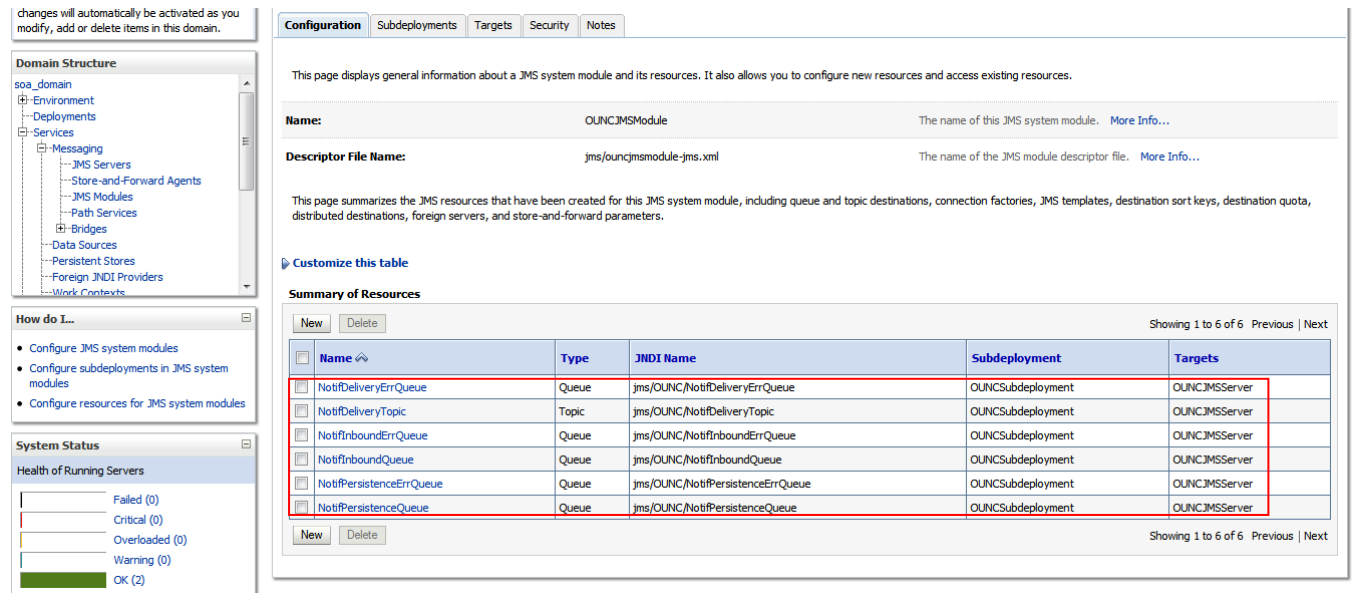 changes will automatically be activated as you
modify, add or delete items in this domain.
Domain Structure
soa_domain
Environment
Deployments
Services
Messaging
JMS Servers
Store-and-Forward Agents
JMS Modules
Path Services
Bridges
Data Sources
Persistent Stores
Foreign JNDI Providers
Work Contexts
How do I...
Configure JMS system modules
Configure subdeployments in JMS system
modules
Configure resources for JMS system modules
System Status
Health of Running Servers
Failed (0)
Critical (0)
Overloaded (0)
Warning (0)
OK (2)
Configuration Subdeployments Targets Security Notes
This page displays general information about a JMS system module and its resources. It also allows you to configure new resources and access existing resources.
Name: OUNCJMSModule The name of this JMS system module. More Info...
Descriptor File Name: jms/ouncjmsmodule-jms.xml The name of the JMS module descriptor file. More Info...
This page summarizes the JMS resources that have been created for this JMS system module, including queue and topic destinations, connection factories, JMS templates, destination sort keys, destination quota,
distributed destinations, foreign servers, and store-and-forward parameters.
Customize this table
Summary of Resources
New Delete Showing 1 to 6 of 6 Previous | Next
Name Type JNDI Name Subdeployment Targets
NotifDeliveryErrQueue Queue jms/OUNC/NotifDeliveryErrQueue OUNCSubdeployment OUNCJMSServer
NotifDeliveryTopic Topic jms/OUNC/NotifDeliveryTopic OUNCSubdeployment OUNCJMSServer
NotifInboundErrQueue Queue jms/OUNC/NotifInboundErrQueue OUNCSubdeployment OUNCJMSServer
NotifInboundQueue Queue jms/OUNC/NotifInboundQueue OUNCSubdeployment OUNCJMSServer
NotifPersistenceErrQueue Queue jms/OUNC/NotifPersistenceErrQueue OUNCSubdeployment OUNCJMSServer
NotifPersistenceQueue Queue jms/OUNC/NotifPersistenceQueue OUNCSubdeployment OUNCJMSServer
New Delete Showing 1 to 6 of 6 Previous | Next